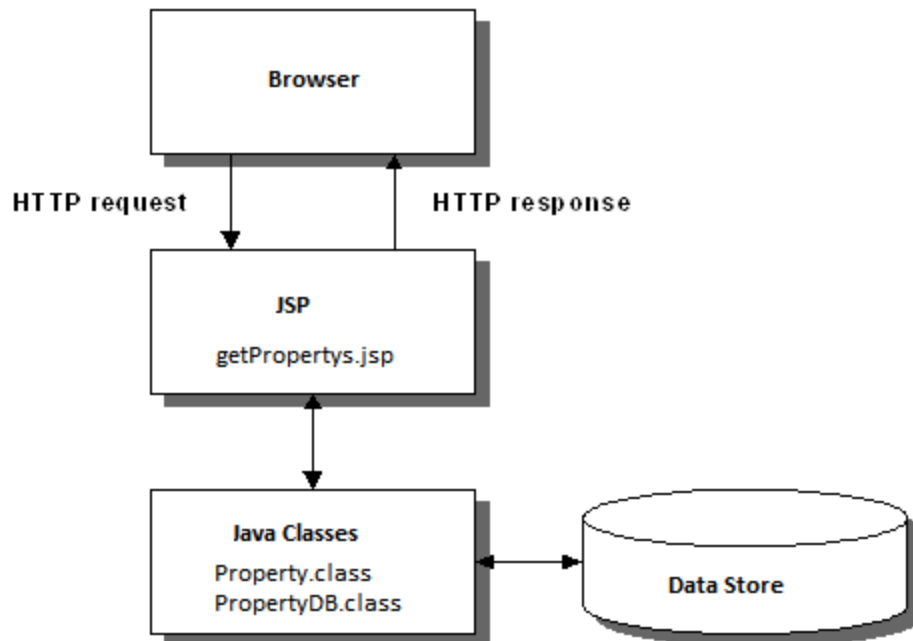 Browser
HTTP request
HTTP response
JSP
getPropertys.jsp
Java Classes
Property.class
PropertyDB.class
Data Store